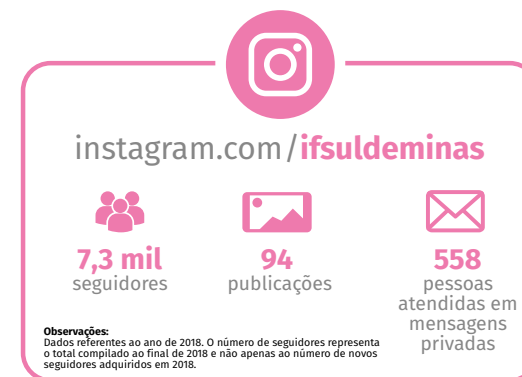 instagram.com/ifsuldeminas
7,3 mil
seguidores
94
publicações
558
pessoas
atendidas em
mensagens
privadas
Observações:
Dados referentes ao ano de 2018. O número de seguidores representa
o total compilado ao final de 2018 e não apenas ao número de novos
seguidores adquiridos em 2018.